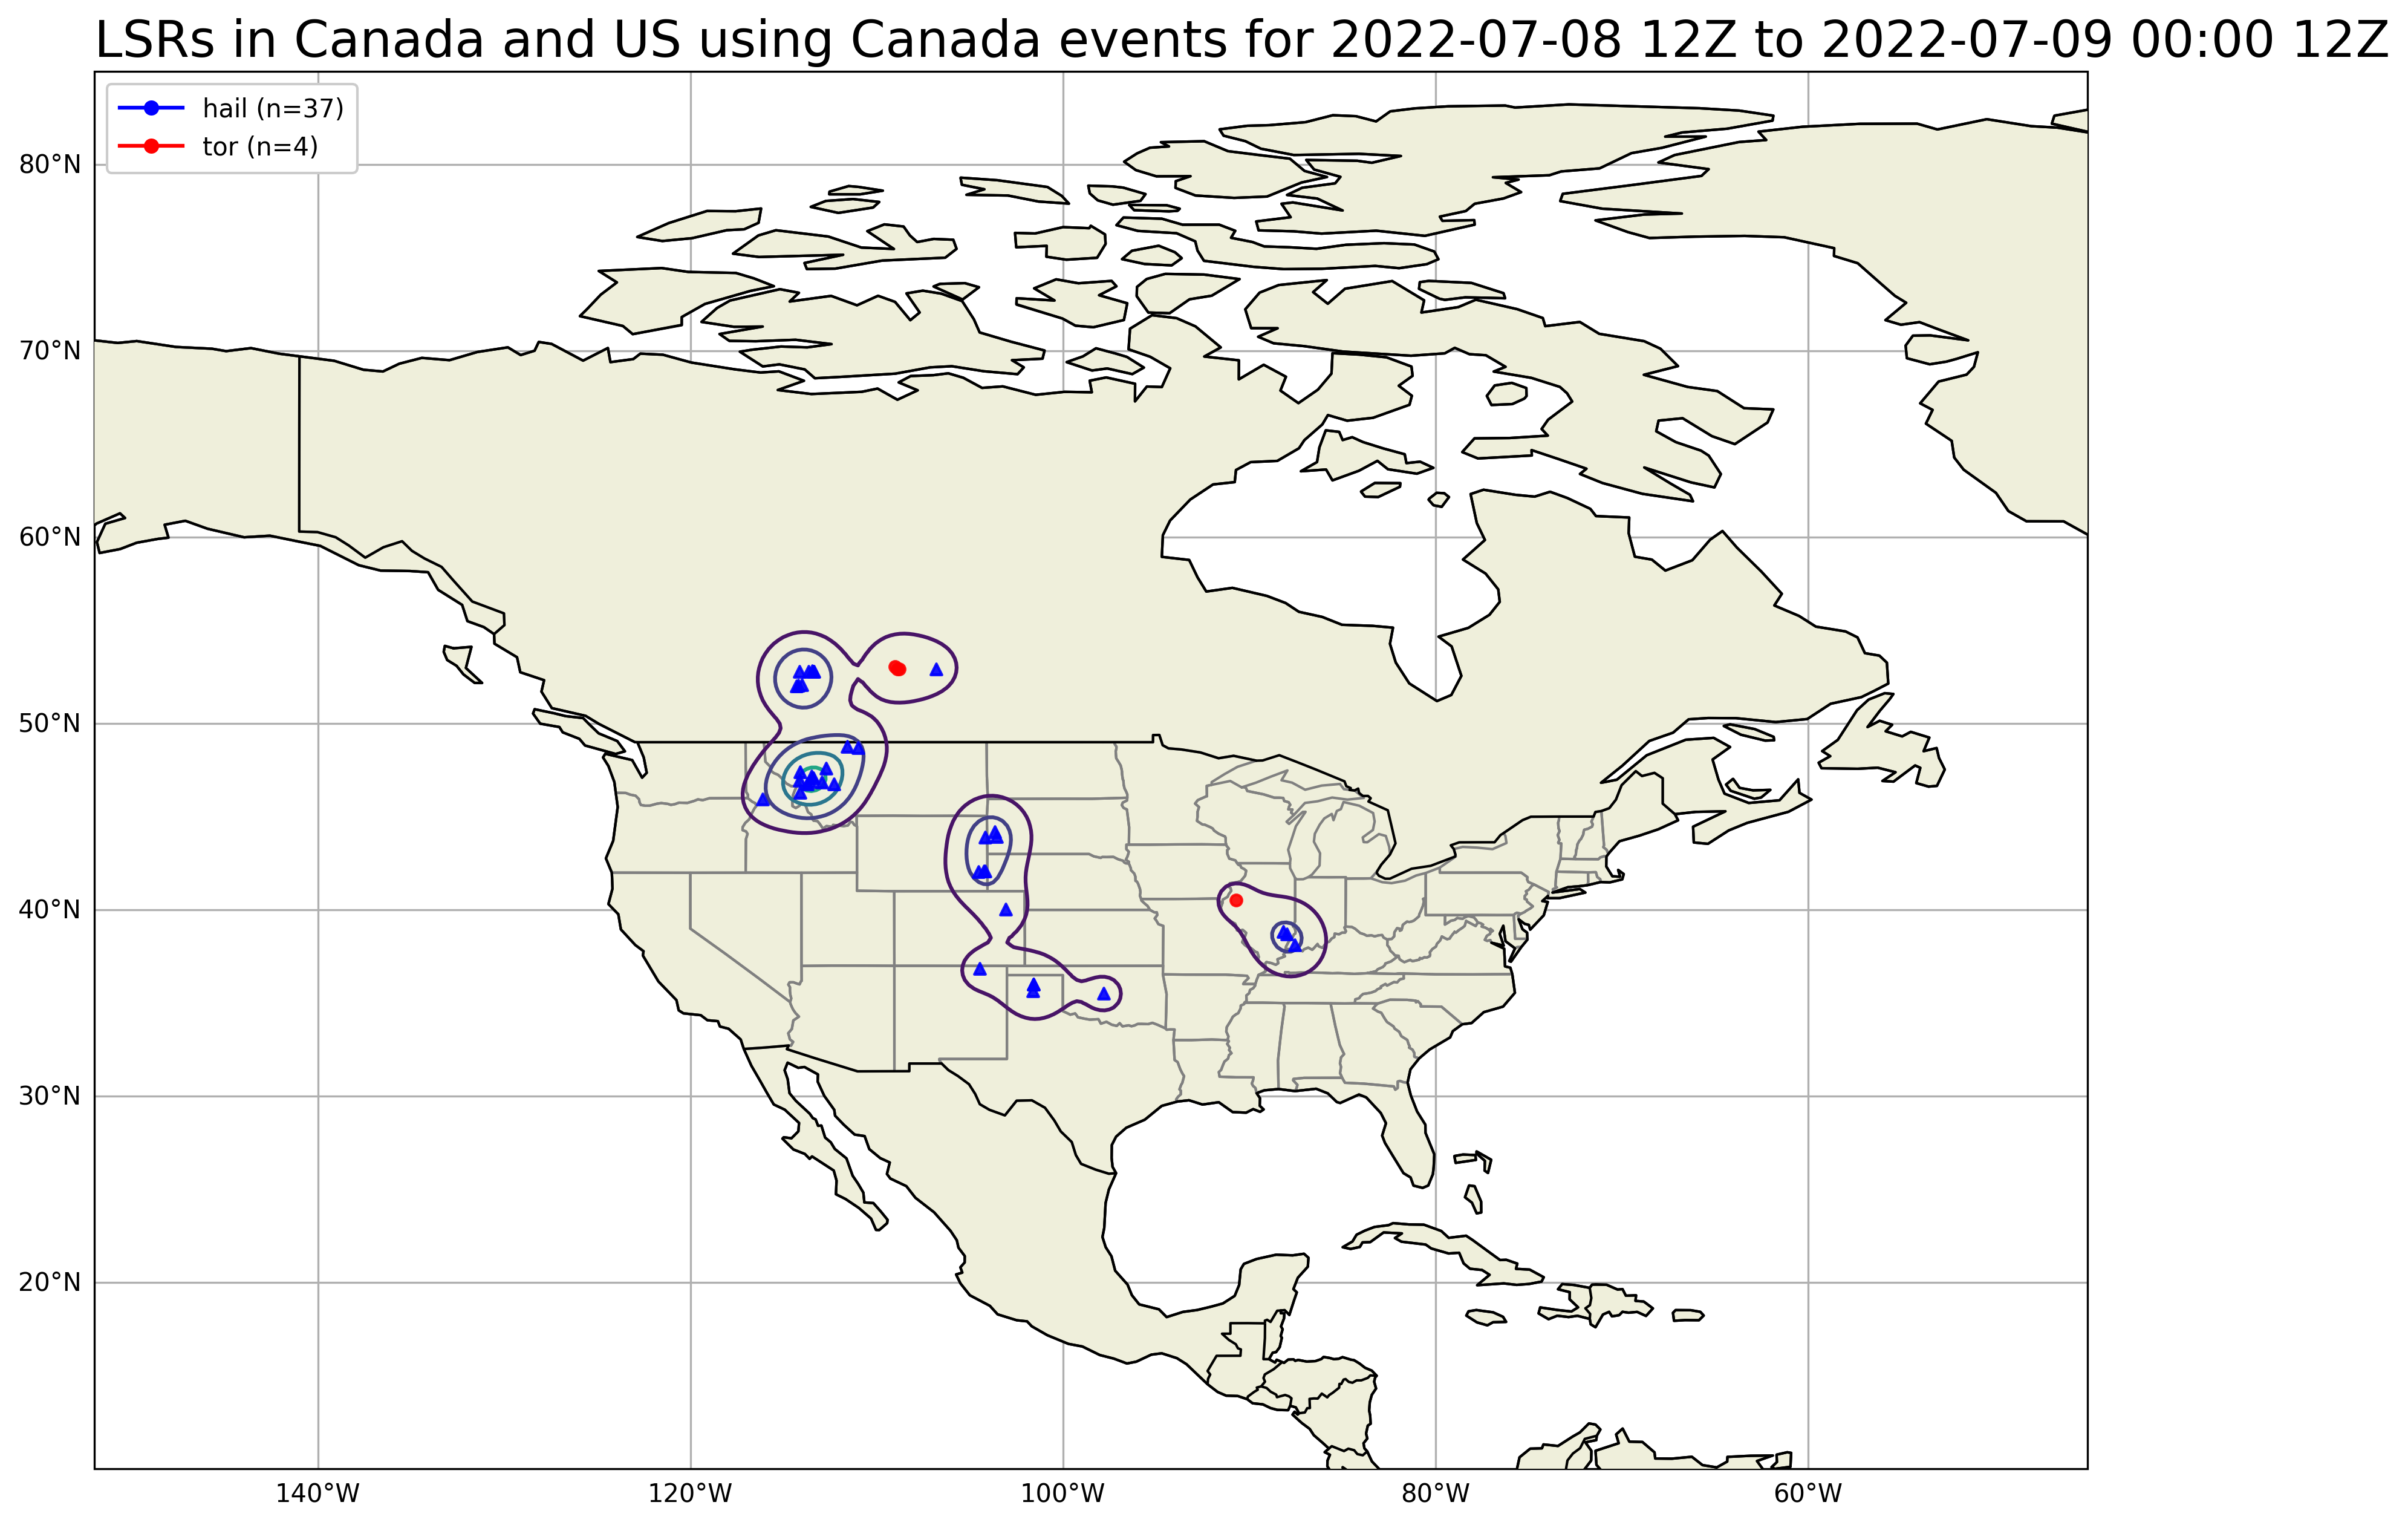 LSRs in Canada and US using Canada events for 2022-07-08 12Z to 2022-07-09 00:00 12Z
hail (n=37)
tor (n=4)
80°N
70°N
60°N
50°N
40°N
30°N
20°N
140°W
120°W
100°W
80°W
60°W